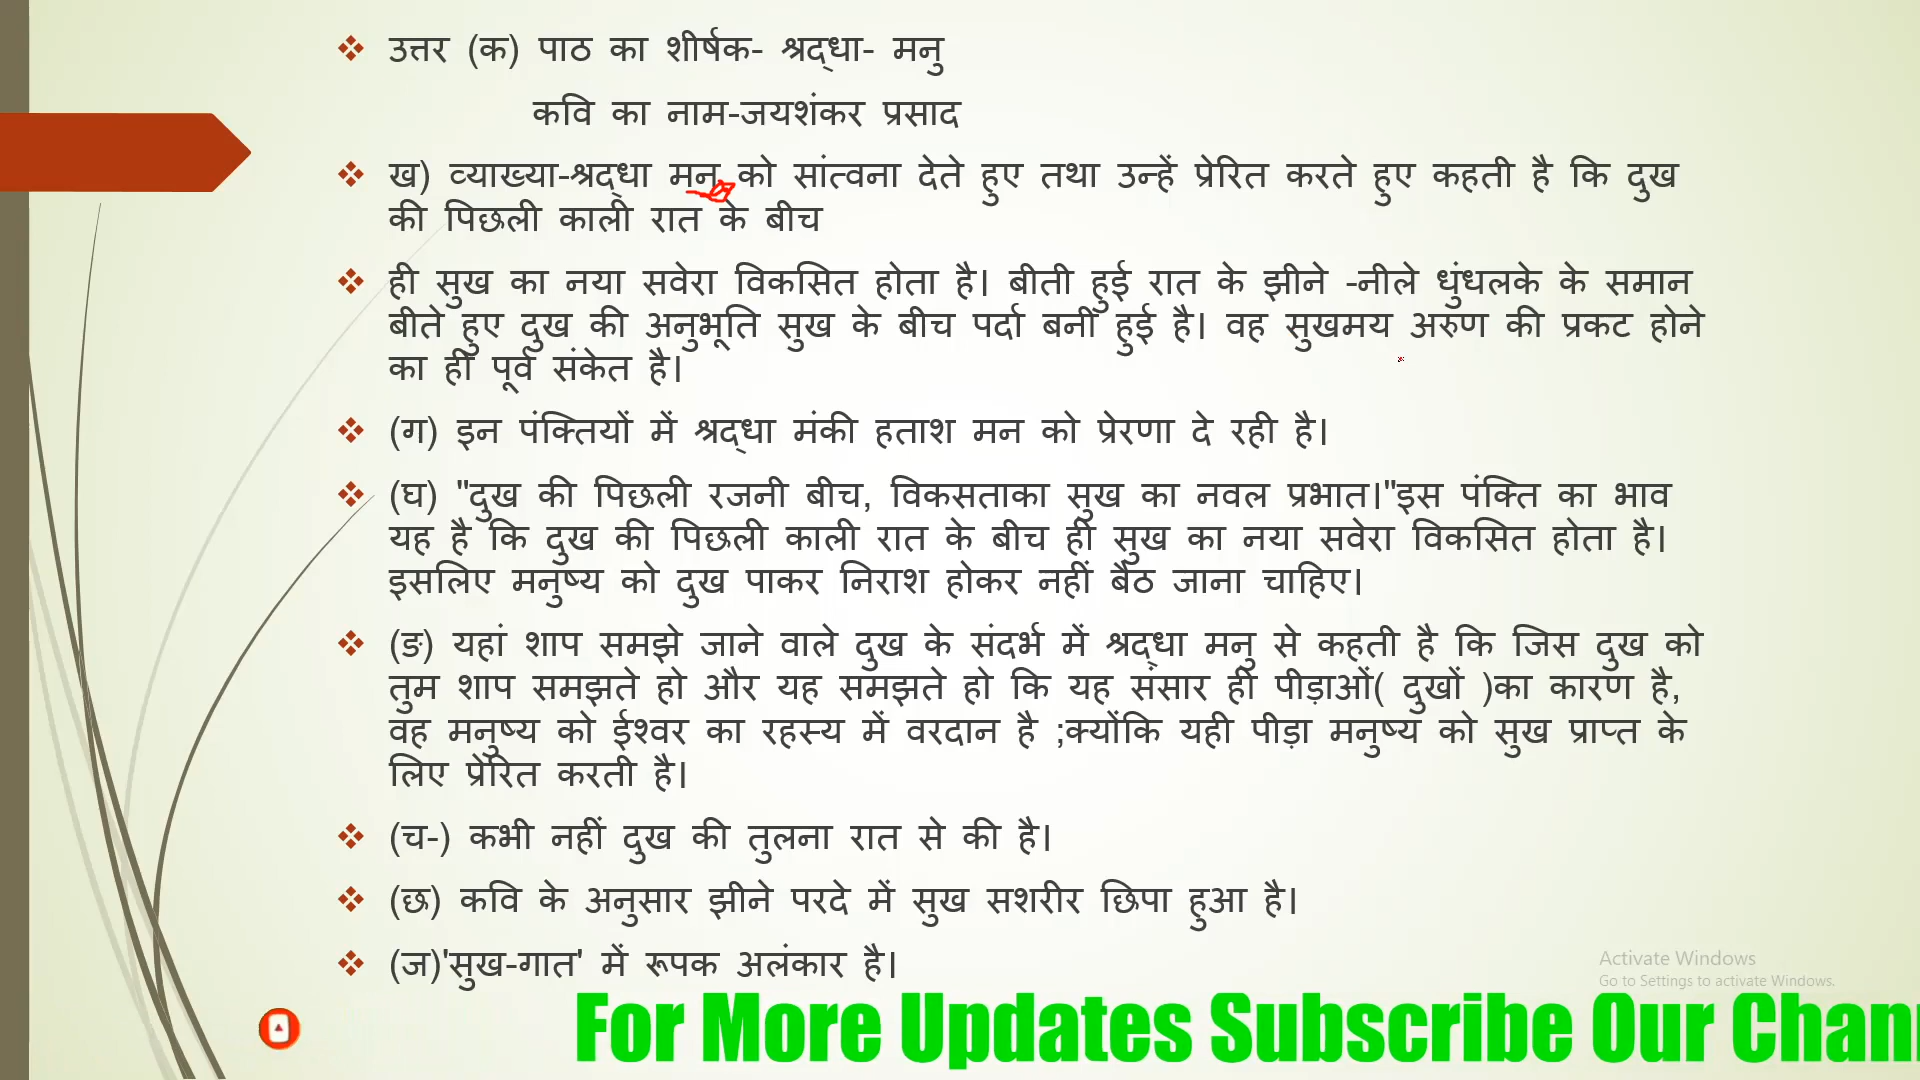 उत्तर (क) पाठ का शीर्षक- श्रद्धा- मनु
कवि का नाम-जयशंकर प्रसाद
ख) व्याख्या-श्रद्धा मन को सांत्वना देते हुए तथा उन्हें प्रेरित करते हुए कहती है कि दुख
की पिछली काली रात के बीच
ही सुख का नया सवेरा विकसित होता है। बीती हुई रात के झीने -नीले धुंधलके के समान
बीते हुए दुख की अनुभूति सुख के बीच पर्दा बनी हुई है। वह सुखमय अरुण की प्रकट होने
का ही पूर्व संकेत है।
(ग) इन पंक्तियों में श्रद्धा मंकी हताश मन को प्रेरणा दे रही है।
(घ) "दुख की पिछली रजनी बीच, विकसताका सुख का नवल प्रभात।"इस पंक्ति का भाव
यह है कि दुख की पिछली काली रात के बीच ही सुख का नया सवेरा विकसित होता है।
इसलिए मनुष्य को दुख पाकर निराश होकर नहीं बैठ जाना चाहिए।
(ङ) यहां शाप समझे जाने वाले दुख के संदर्भ में श्रद्धा मनु से कहती है कि जिस दुख को
तुम शाप समझते हो और यह समझते हो कि यह संसार ही पीड़ाओं( दुखों )का कारण है,
वह मनुष्य को ईश्वर का रहस्य में वरदान है ;क्योंकि यही पीड़ा मनुष्य को सुख प्राप्त के
लिए प्रेरित करती है।
(च-) कभी नहीं दुख की तुलना रात से की है।
(छ) कवि के अनुसार झीने परदे में सुख सशरीर छिपा हुआ है।
(ज)'सुख-गात' में रूपक अलंकार है।
Activate Windows
Go to Settings to activate Windows.
For More Updates Subscribe Our Chan